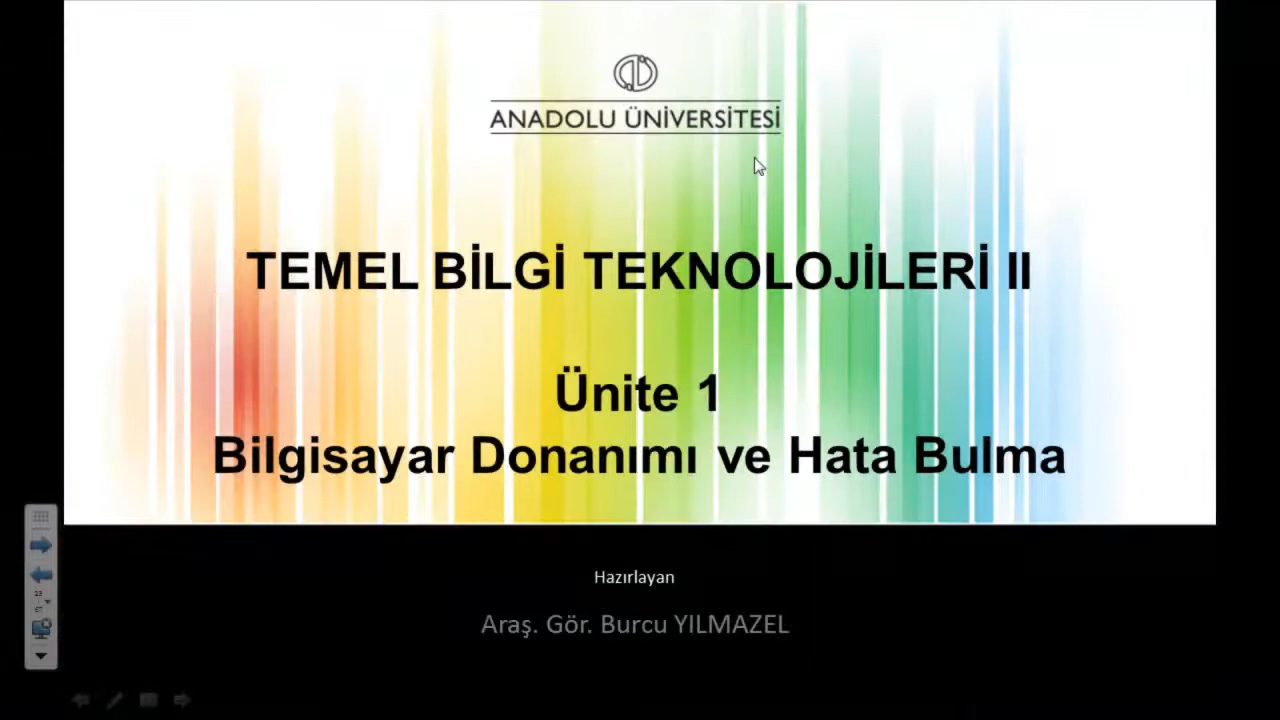 ANADOLU ÜNİVERSİTESİ
TEMEL BİLGİ TEKNOLOJİLERİ II
Ünite 1
Bilgisayar Donanımı ve Hata Bulma
Hazırlayan
Araş. Gör. Burcu YILMAZEL